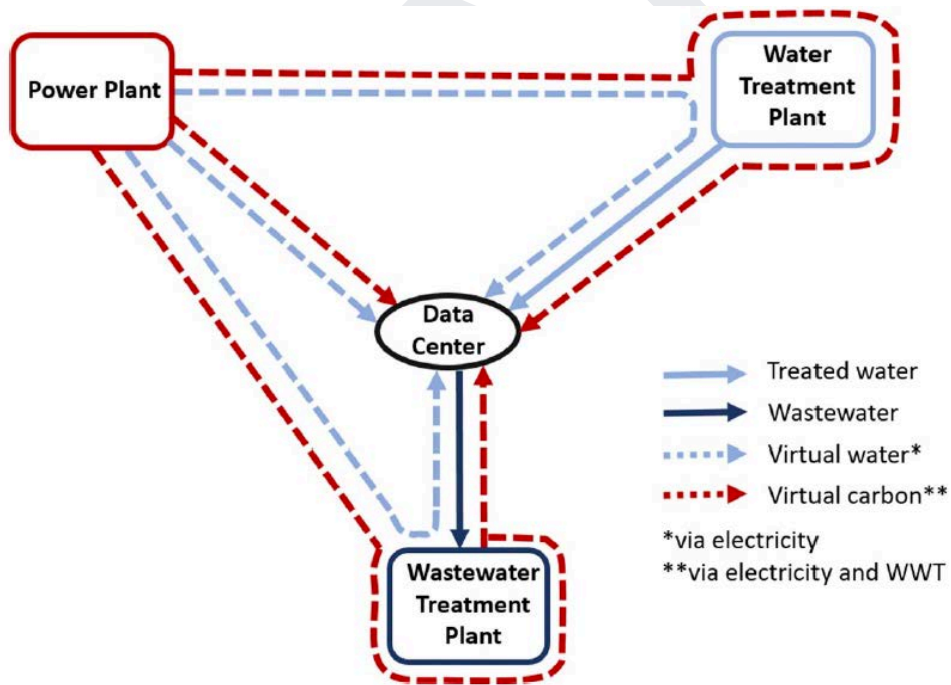 Power Plant
Water
Treatment
Plant
Data
Center
Treated water
Wastewater
Virtual water*
Virtual carbon**
*via electricity
**via electricity and WWT
Wastewater
Treatment
Plant